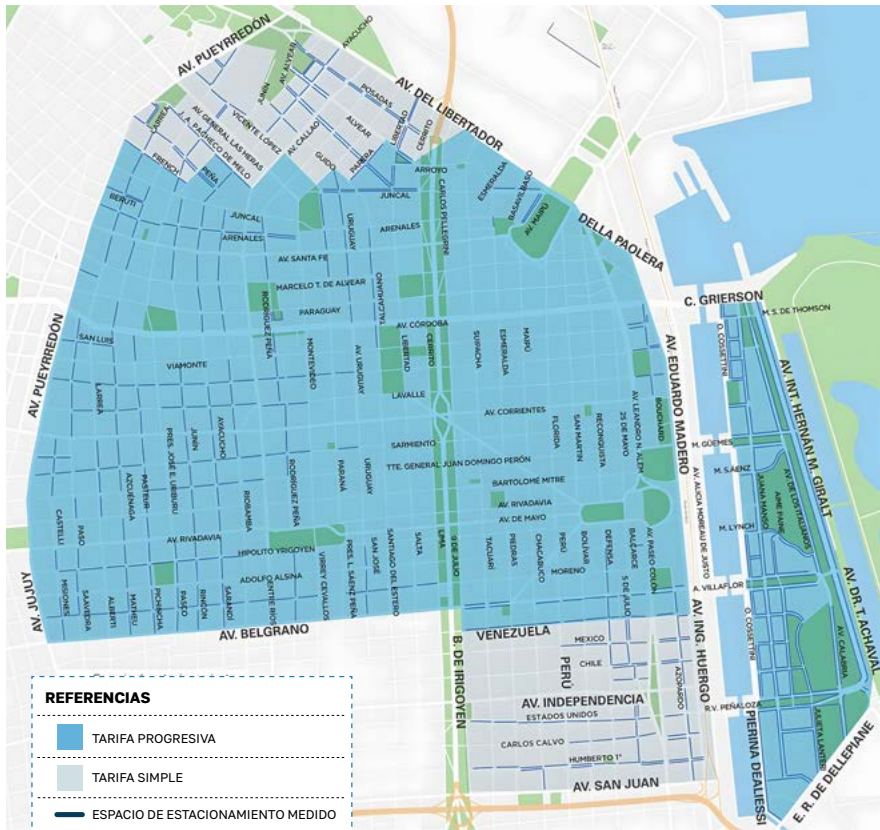 AV. PUEYRREDÓN
AYACUCHO
AV. ALVEAR
JUNÍN
POSADAS
AV. DEL LIBERTADOR
LARREA
J. A. PACHECO DE MELO
AV. GENERAL LAS HERAS
VICENTE LÓPEZ
AV. CALLAO
ALVEAR
LIBERTAD
CERRITO
FRENCH
PEÑA
GUIDO
PARERA
ARROYO
ESMERALDA
BASAVILBASO
BERUTI
JUNCAL
JUNCAL
CARLOS PELLEGRINI
AV. MAIPÚ
DELLA PAOLERA
ARENALES
URUGUAY
ARENALES
AV. SANTA FE
MARCELO T. DE ALVEAR
TALCAHUANO
RODRÍGUEZ PEÑA
PARAGUAY
C. GRIERSON
M. S. DE THOMSON
AV. PUEYRREDÓN
SAN LUIS
AV. CÓRDOBA
O. COSSETTINI
VIAMONTE
MONTEVIDEO
AV. URUGUAY
LIBERTAD
CERRITO
SUIPACHA
ESMERALDA
MAIPÚ
AV. EDUARDO MADERO
AV. INT. HERNÁN M. GIRALT
LARREA
LAVALLE
AV. LEANDRO N. ALEM
BOUCHARD
AV. CORRIENTES
JUNÍN
AYACUCHO
PRES. JOSÉ E. URIBURU
SARMIENTO
FLORIDA
SAN MARTÍN
RECONQUISTA
25 DE MAYO
M. GÜEMES
TTE. GENERAL JUAN DOMINGO PERÓN
AZCUÉNAGA
PASTEUR
RIOBAMBA
RODRÍGUEZ PEÑA
PARANÁ
URUGUAY
BARTOLOMÉ MITRE
M. SÁENZ
AV. ALICIA MOREAU DE JUSTO
JUANA MANSO
AIME PAINE
AV. DE LOS ITALIANOS
CASTELLI
PASO
AV. RIVADAVIA
AV. DE MAYO
M. LYNCH
AV. RIVADAVIA
HIPOLITO YRIGOYEN
ADOLFO ALSINA
SAN JOSÉ
SANTIAGO DEL ESTERO
SALTA
LIMA
9 DE JULIO
TACUARÍ
PIEDRAS
CHACABUCO
PERÚ
BOLÍVAR
DEFENSA
BALCARCE
AV. PASEO COLÓN
MORENO
5 DE JULIO
A. VILLAFLOR
AV. JUJUY
MISIONES
SAAVEDRA
ALBERTI
MATHEU
PICHINCHA
PASCO
RINCÓN
SARANDÍ
ENTRE RÍOS
VIRREY CEVALLOS
PRES. L. SÁENZ PEÑA
AV. DR. T. ACHAVAL
AV. BELGRANO
VENEZUELA
MEXICO
CHILE
B. DE IRIGOYEN
PERÚ
AZOPARDO
AV. ING. HUERGO
O. COSSETTINI
AV. CALABRIA
AV. INDEPENDENCIA
ESTADOS UNIDOS
R.V. PEÑALOZA
CARLOS CALVO
HUMBERTO 1°
AV. SAN JUAN
PIERINA DEALIESSI
JULIETA LANTERI
E. R. DE DELLEPIANE
REFERENCIAS
TARIFA PROGRESIVA
TARIFA SIMPLE
ESPACIO DE ESTACIONAMIENTO MEDIDO